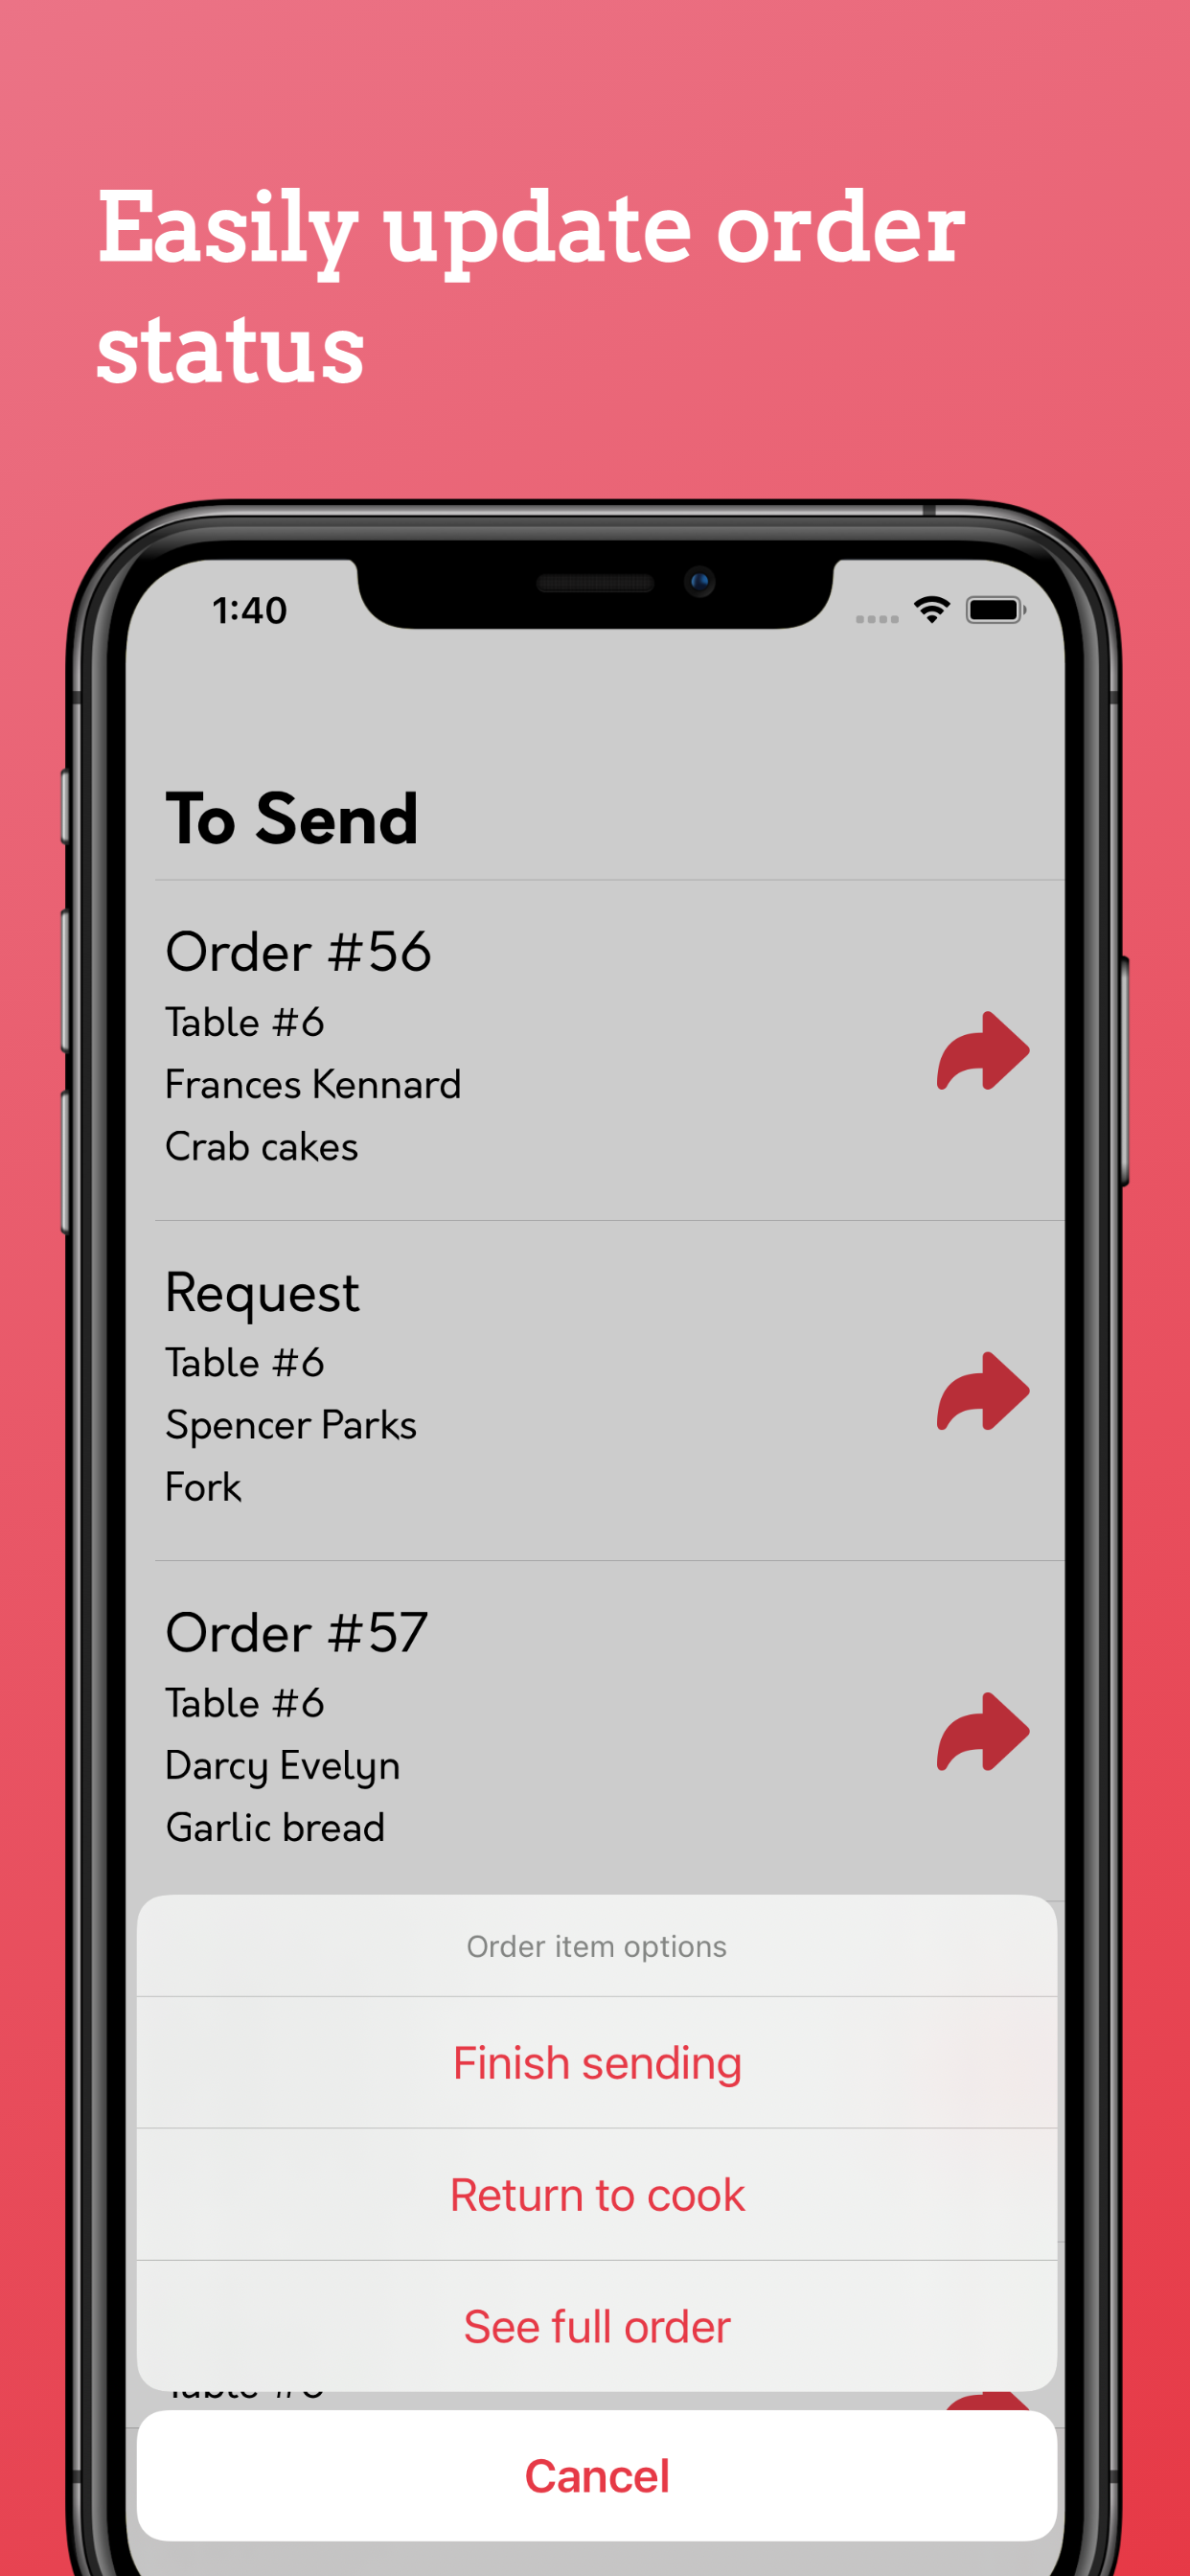 Easily update order
status
1:40
To Send
Order #56
Table #6
Frances Kennard
Crab cakes
Request
Table #6
Spencer Parks
Fork
Order #57
Table #6
Darcy Evelyn
Garlic bread
Order item options
Finish sending
Return to cook
See full order
Cancel